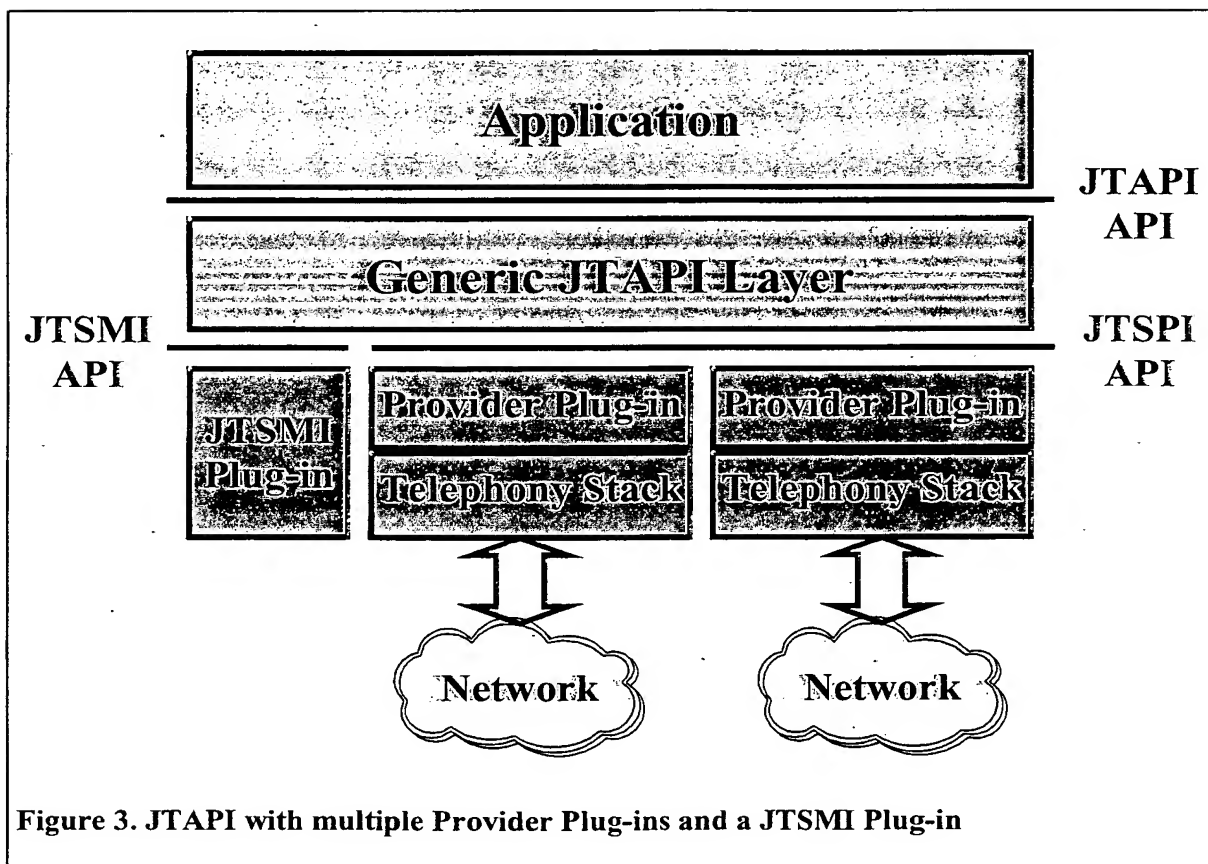 Application
JTAPI
API
Generic JTAPI Layer
JTSMI
API
JTSPI
API
JTSMI
Plug-in
Provider Plug-in
Telephony Stack
Provider Plug-in
Telephony Stack
Network
Network
Figure 3. JTAPI with multiple Provider Plug-ins and a JTSMI Plug-in